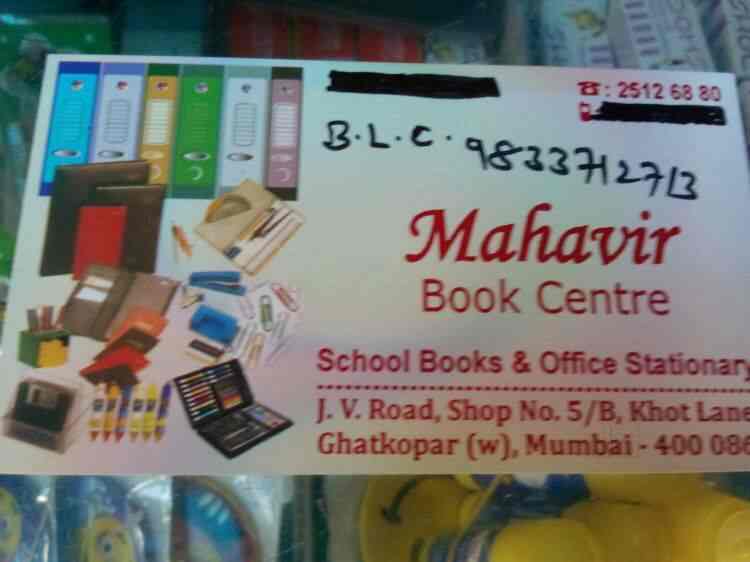 ☎: 2512 68 80
B.L.C. 9833712713
Mahavir
Book Centre
School Books & Office Stationary
J. V. Road, Shop No. 5/B, Khot Lane
Ghatkopar (w), Mumbai - 400 086